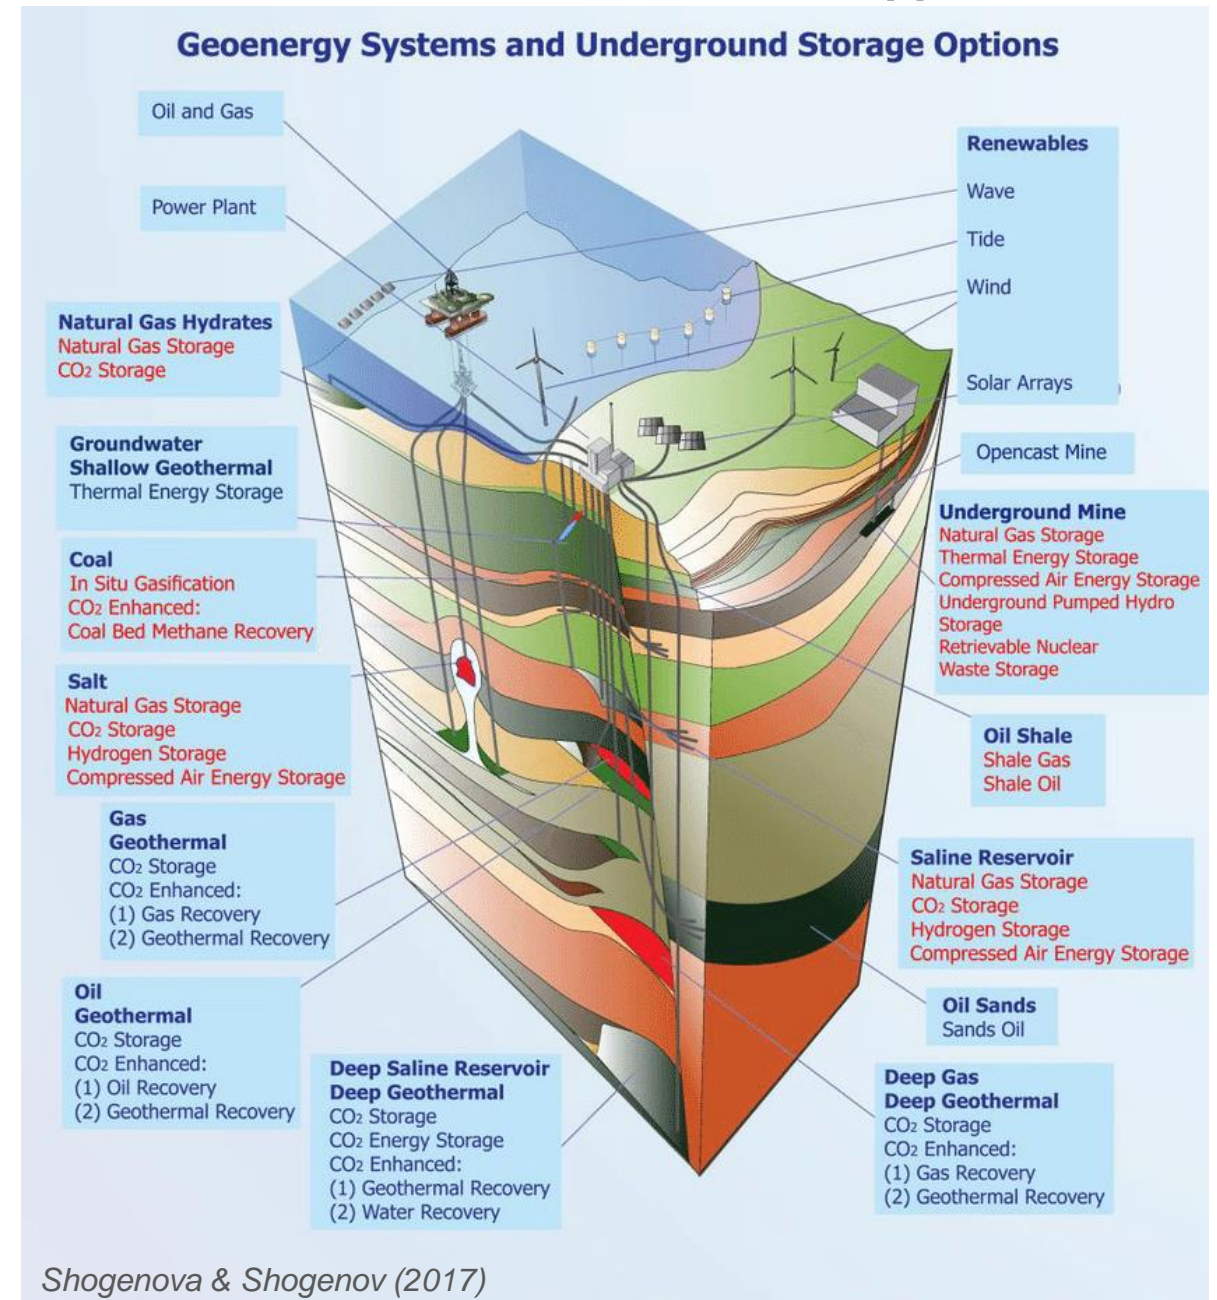 Geoenergy Systems and Underground Storage Options
Oil and Gas
Power Plant
Renewables
Wave
Tide
Wind
Solar Arrays
Natural Gas Hydrates
Natural Gas Storage
CO2 Storage
Groundwater
Shallow Geothermal
Thermal Energy Storage
Coal
In Situ Gasification
CO2 Enhanced:
Coal Bed Methane Recovery
Salt
Natural Gas Storage
CO2 Storage
Hydrogen Storage
Compressed Air Energy Storage
Gas
Geothermal
CO2 Storage
CO2 Enhanced:
(1) Gas Recovery
(2) Geothermal Recovery
Oil
Geothermal
CO2 Storage
CO2 Enhanced:
(1) Oil Recovery
(2) Geothermal Recovery
Deep Saline Reservoir
Deep Geothermal
CO2 Storage
CO2 Energy Storage
CO2 Enhanced:
(1) Geothermal Recovery
(2) Water Recovery
Opencast Mine
Underground Mine
Natural Gas Storage
Thermal Energy Storage
Compressed Air Energy Storage
Underground Pumped Hydro
Storage
Retrievable Nuclear
Waste Storage
Oil Shale
Shale Gas
Shale Oil
Saline Reservoir
Natural Gas Storage
CO2 Storage
Hydrogen Storage
Compressed Air Energy Storage
Oil Sands
Sands Oil
Deep Gas
Deep Geothermal
CO2 Storage
CO2 Enhanced:
(1) Gas Recovery
(2) Geothermal Recovery
Shogenova & Shogenov (2017)